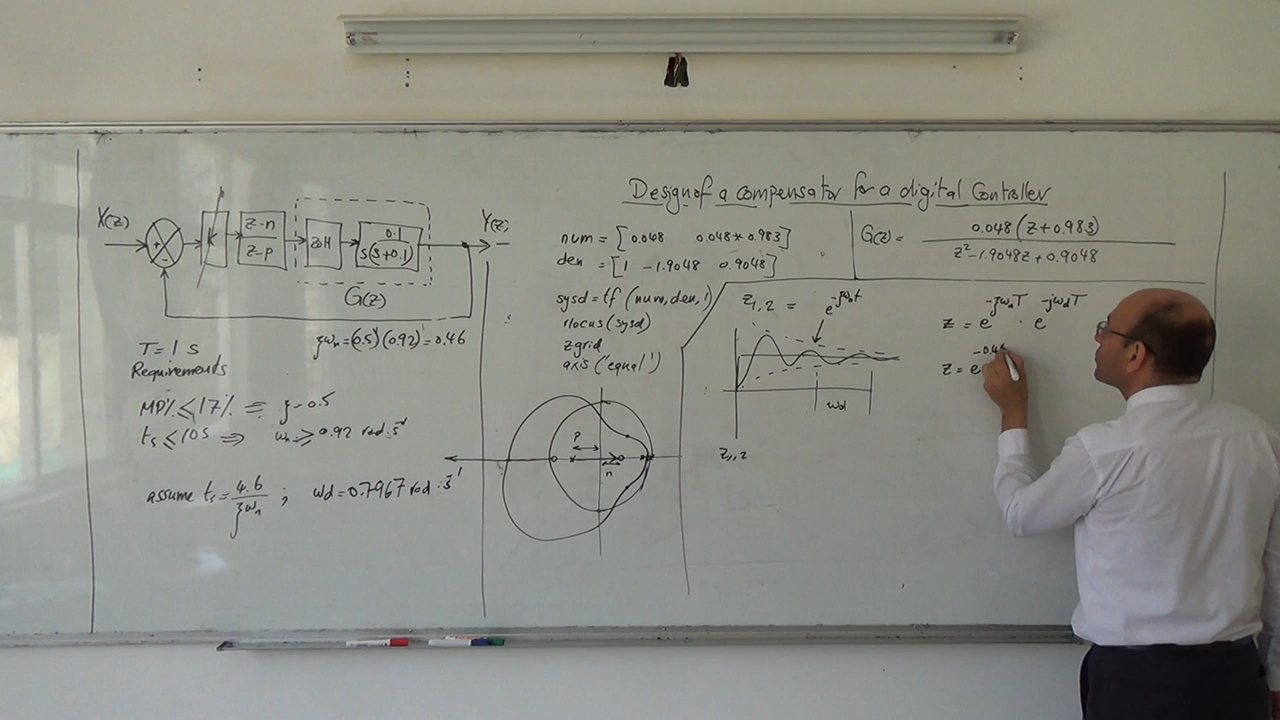 Design of a compensator for a digital Controller
X(z)
+
-
K
z-n
z-p
ZOH
0.1
s(s+0.1)
Y(z)
G(z)
ζωn=(0.5)(0.92)=0.46
T=1 s
Requirements
MP% ≤17% ≡ ζ=0.5
ts ≤10s ⇒ ωn ≥0.92 rad.s⁻¹
assume ts = 4.6
ζωn
; ωd=0.7967 rad.s⁻¹
num = [0.048 0.048*0.983]
den = [1 -1.9048 0.9048]
sysd=tf(num,den,1)
rlocus(sysd)
zgrid
axis('equal')
P
n
G(z)= 0.048(z+0.983)
z²-1.9048z+0.9048
z1,2 = e^-ζωnt
ωd
z1,2
z = e^-ζωnT . e^-jωdT
z = e^-0.46